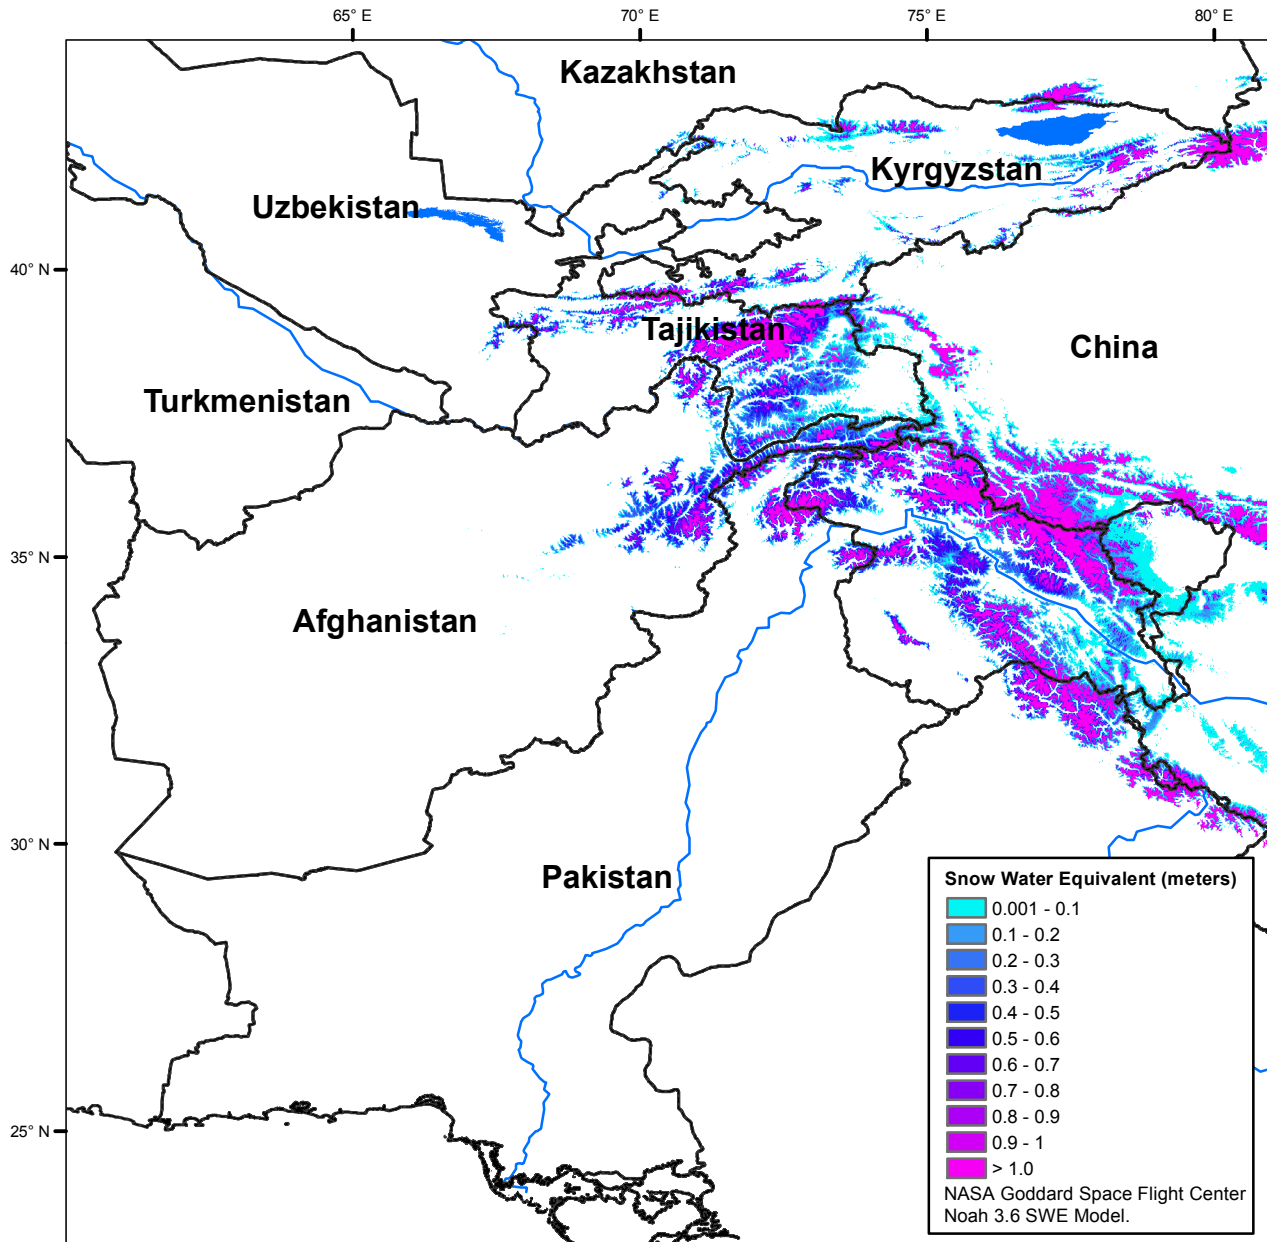 65° E
70° E
75° E
80° E
Kazakhstan
Kyrgyzstan
Uzbekistan
40° N
Tajikistan
China
Turkmenistan
35° N
Afghanistan
30° N
Pakistan
25° N
Snow Water Equivalent (meters)
0.001 - 0.1
0.1 - 0.2
0.2 - 0.3
0.3 - 0.4
0.4 - 0.5
0.5 - 0.6
0.6 - 0.7
0.7 - 0.8
0.8 - 0.9
0.9 - 1
> 1.0
NASA Goddard Space Flight Center
Noah 3.6 SWE Model.